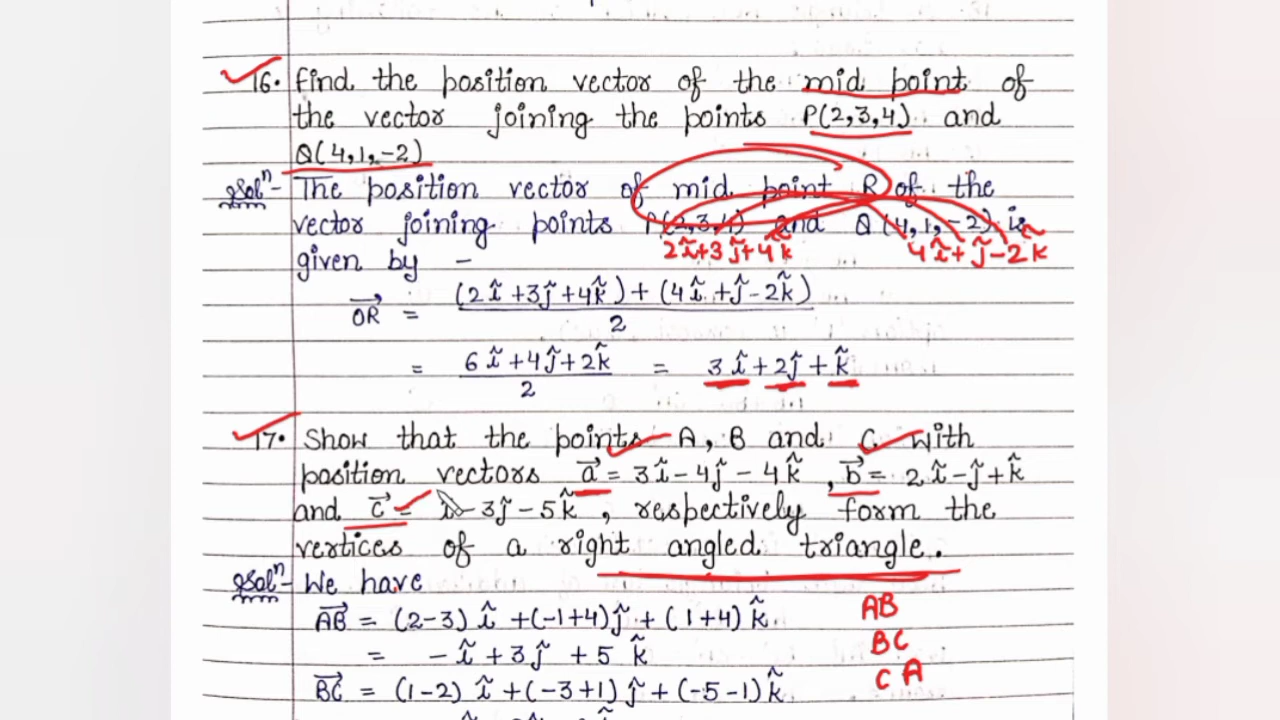 16. Find the position vector of the mid point of
the vector joining the points P(2,3,4) and
Q(4,1,-2)
Solⁿ- The position vector of mid point R of the
vector joining points P(2,3,4) and Q(4,1,-2) is
2î+3ĵ+4k̂ 4î+ĵ-2k̂
given by -
OR⃗ = (2î+3ĵ+4k̂)+(4î+ĵ-2k̂) / 2
= 6î+4ĵ+2k̂ / 2 = 3î+2ĵ+k̂
17. Show that the points A, B and C with
position vectors a⃗ = 3î-4ĵ-4k̂, b⃗ = 2î-ĵ+k̂
and c⃗ = î-3ĵ-5k̂, respectively form the
vertices of a right angled triangle.
Solⁿ- We have
AB⃗ = (2-3)î+(-1+4)ĵ+(1+4)k̂ AB
= -î+3ĵ+5k̂ BC
BC⃗ = (1-2)î+(-3+1)ĵ+(-5-1)k̂ CA